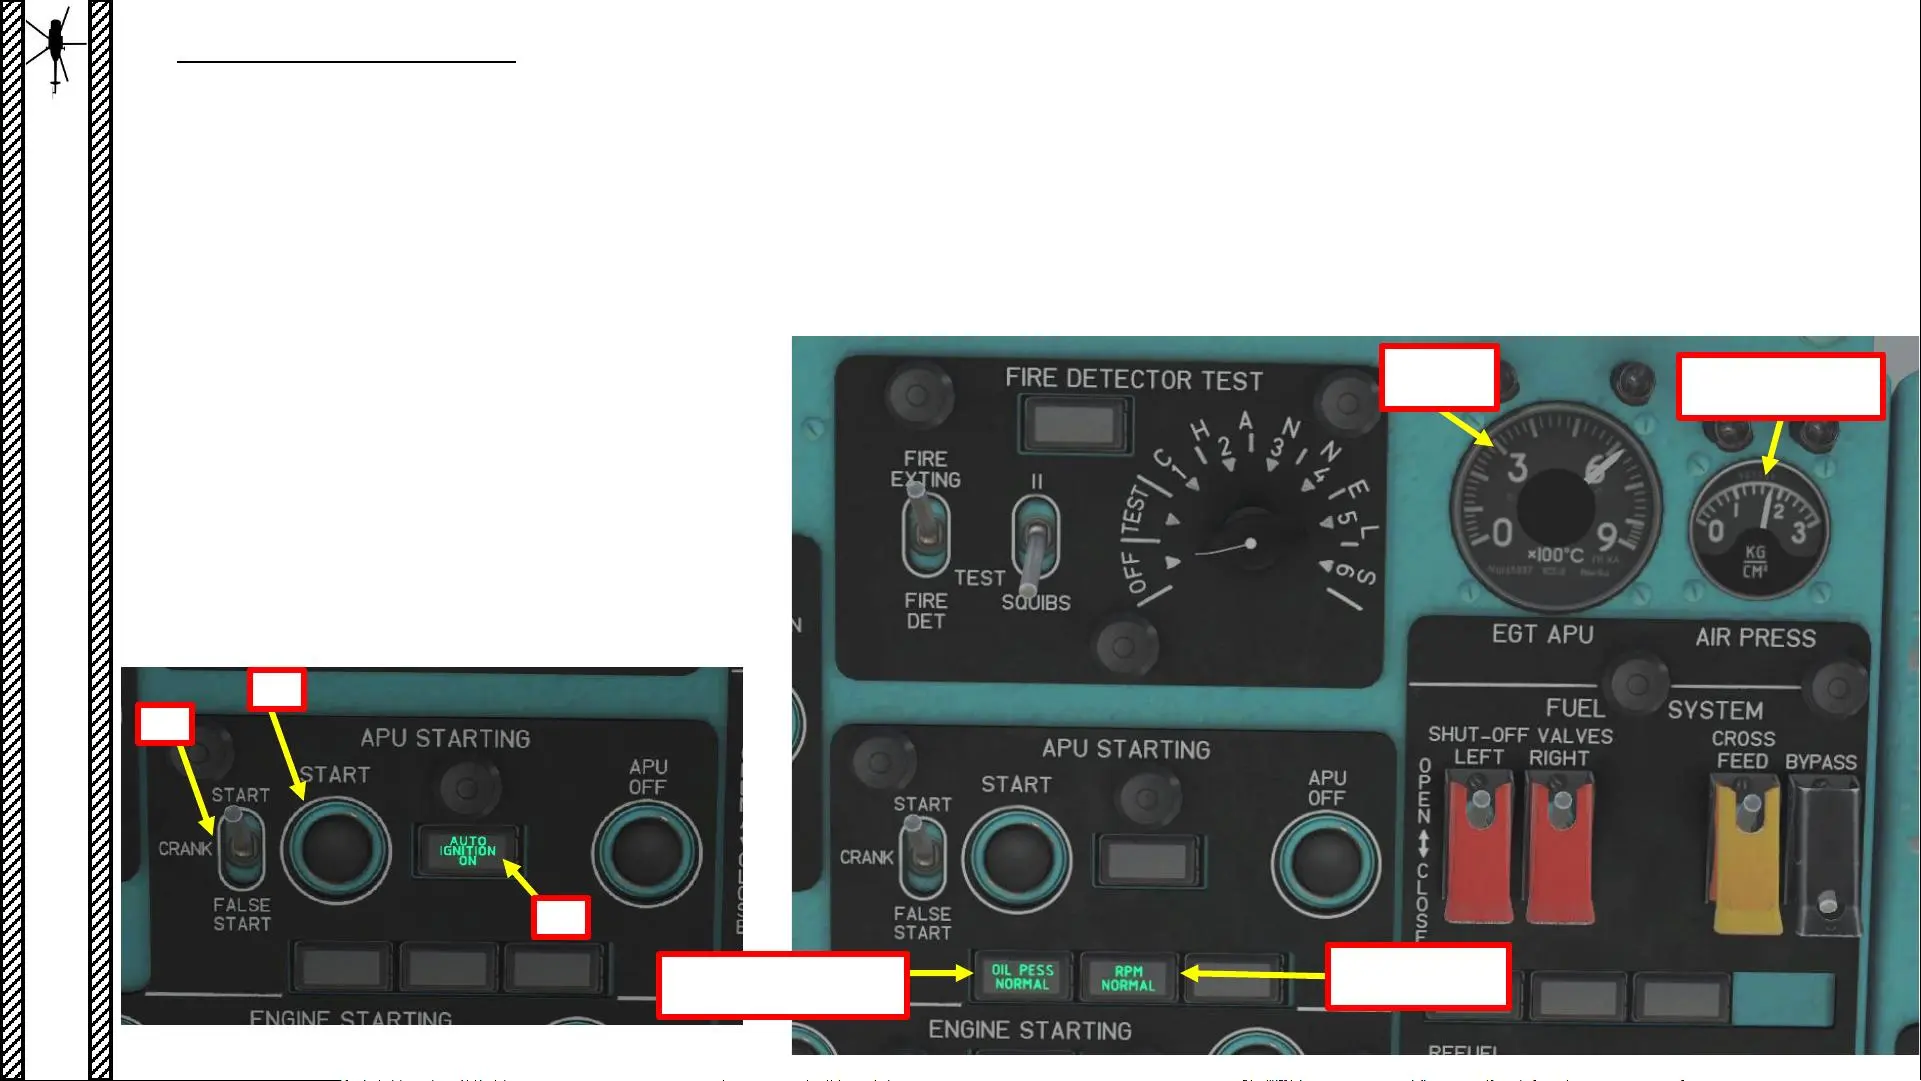 APU STARTING
START
START
APU
OFF
CRANK
AUTO
IGNITION
ON
FALSE
START
ENGINE STARTING
FIRE DETECTOR TEST
FIRE
EXTING
II
TEST
FIRE
DET
SQUIBS
OFF
TEST
CHANNELS
1
2
3
4
5
6
0
3
6
9
×100°C
0
1
2
3
KG
CM²
EGT APU
AIR PRESS
FUEL SYSTEM
SHUT-OFF VALVES
LEFT
RIGHT
CROSS
FEED
BYPASS
OPEN
CLOSE
APU STARTING
START
START
APU
OFF
CRANK
FALSE
START
OIL PESS
NORMAL
RPM
NORMAL
ENGINE STARTING
REFUEL